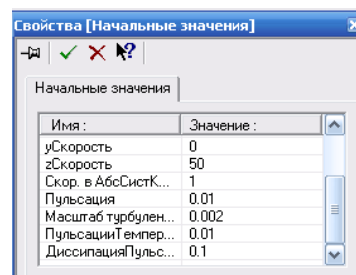 Свойства [Начальные значения]
Начальные значения
Имя : Значение :
yСкорость 0
zСкорость 50
Скор. в АбсСистК... 1
Пульсация 0.01
Масштаб турбулен... 0.002
ПульсацииТемпер... 0.01
ДиссипацияПульс... 0.1